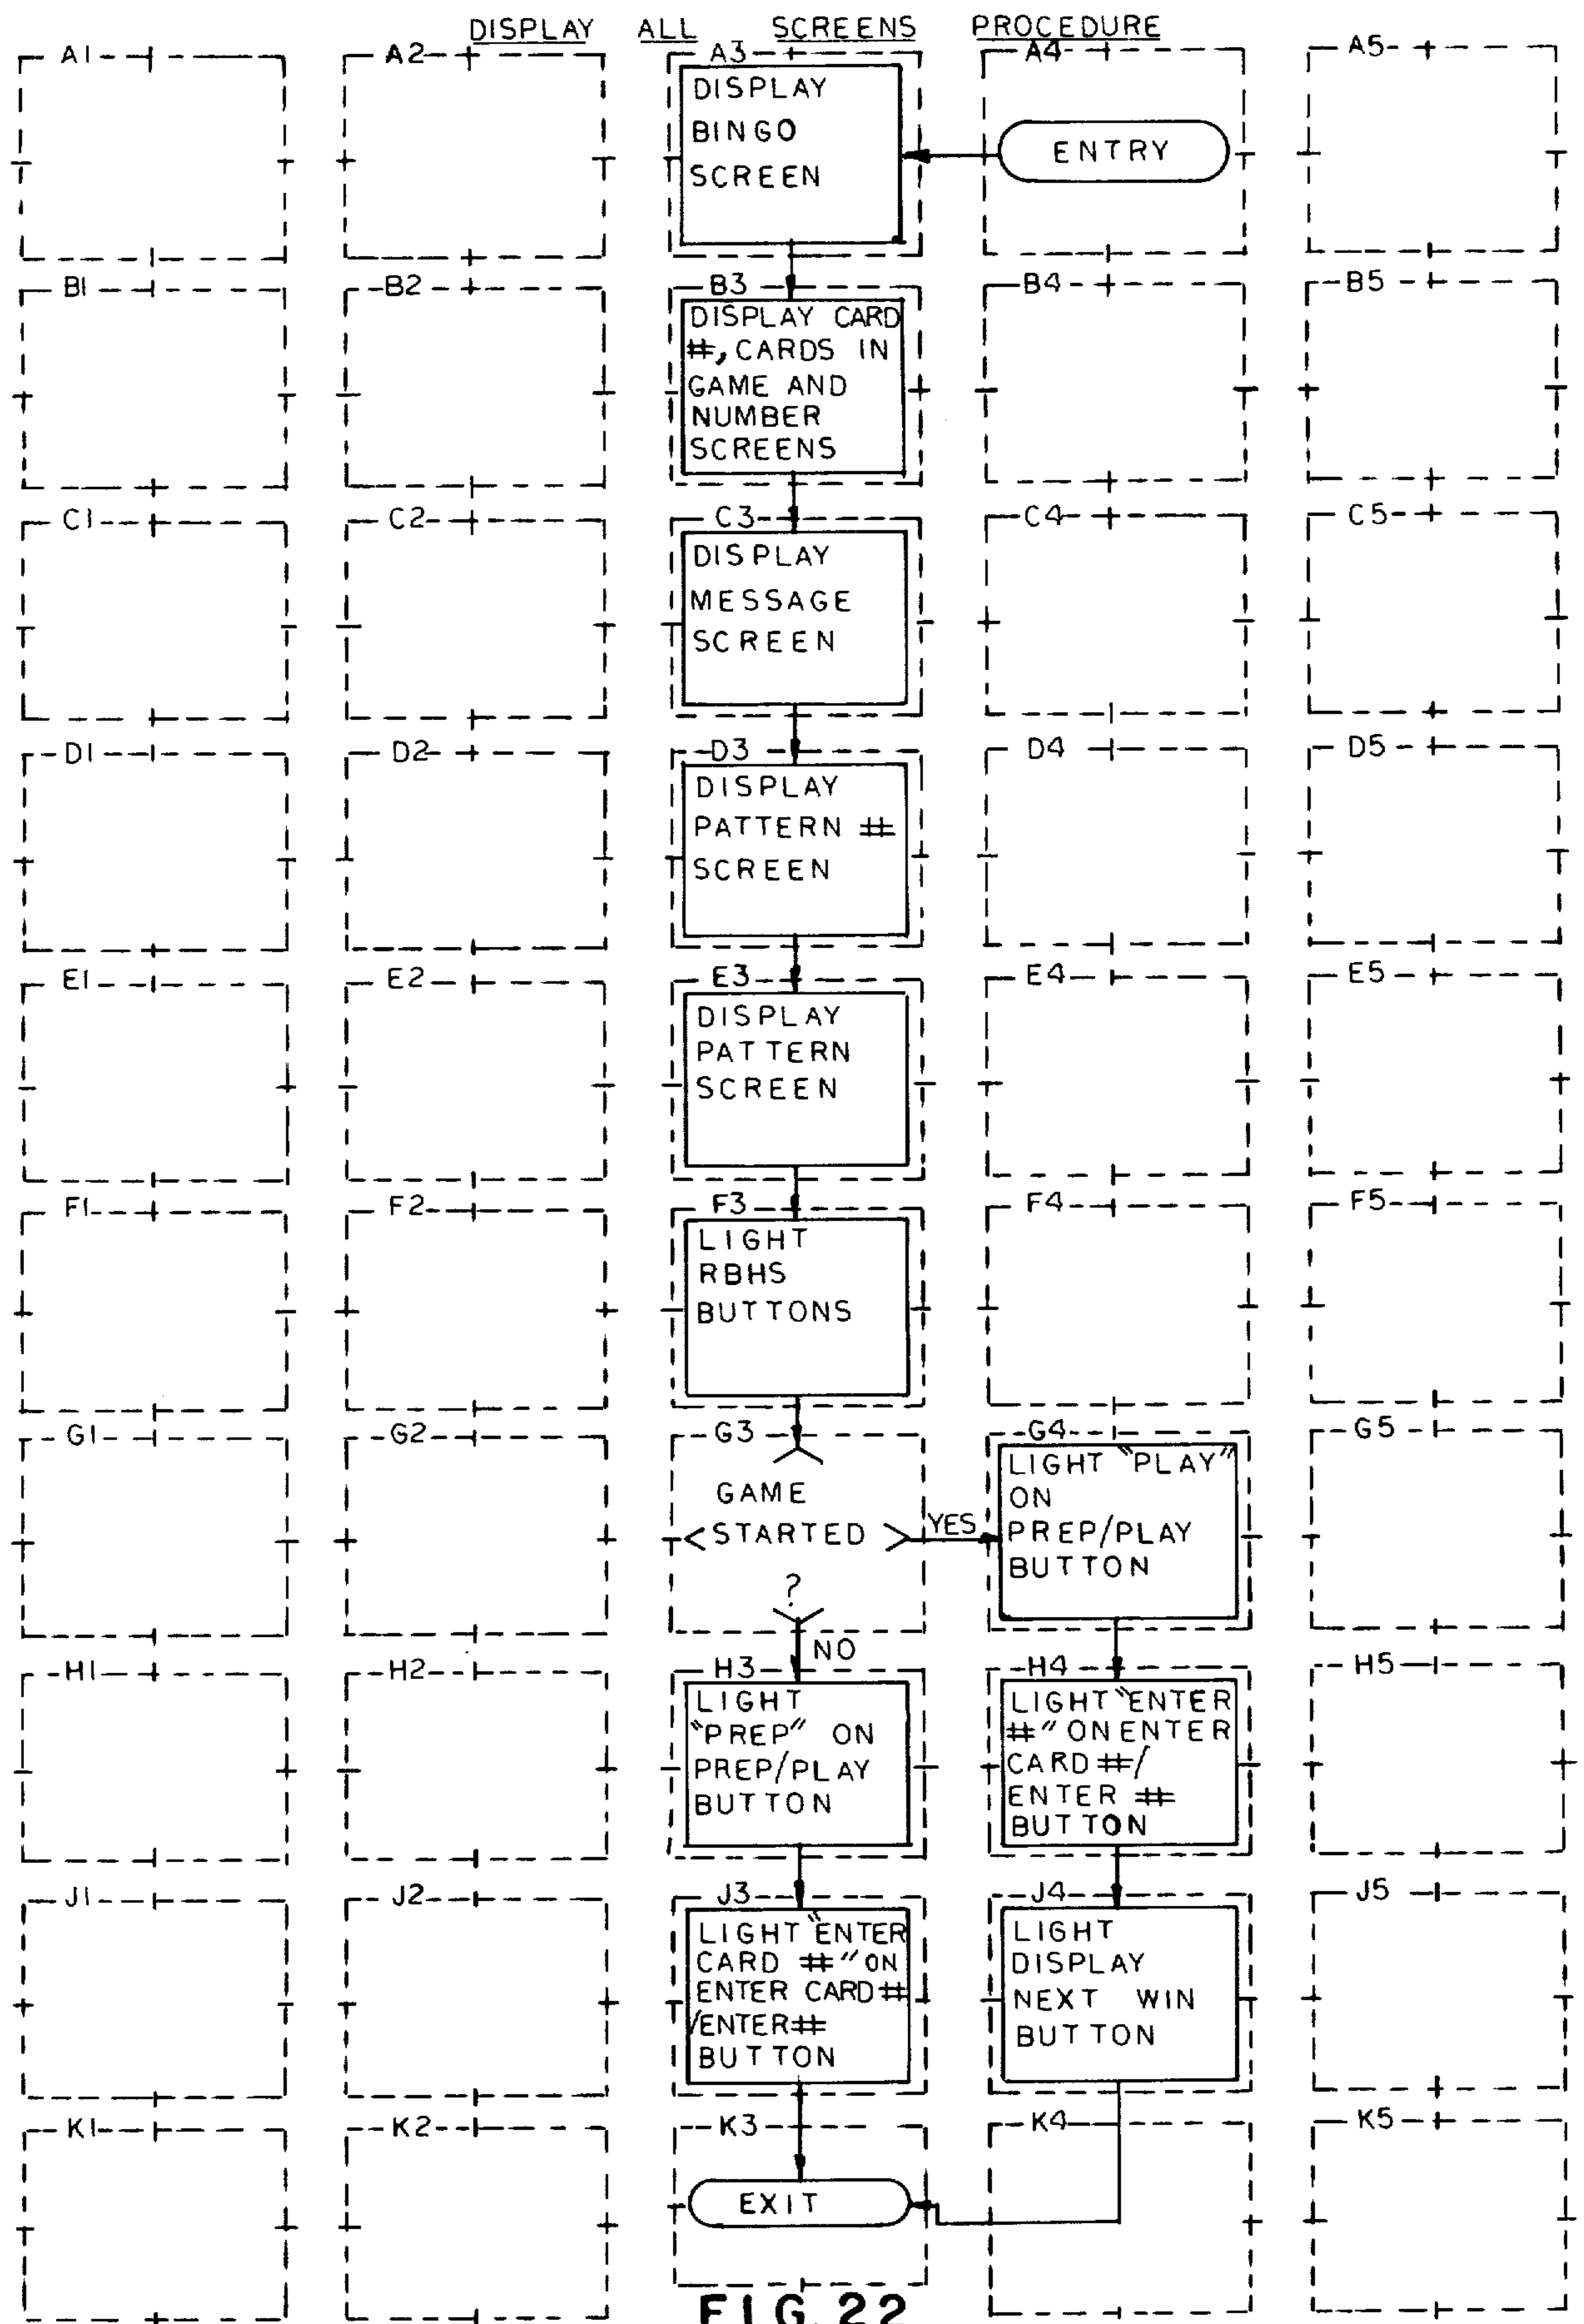 DISPLAY ALL SCREENS PROCEDURE
A1 A2 A3 A4 A5
DISPLAY
BINGO
SCREEN
ENTRY
B1 B2 B3 B4 B5
DISPLAY CARD
#, CARDS IN
GAME AND
NUMBER
SCREENS
C1 C2 C3 C4 C5
DISPLAY
MESSAGE
SCREEN
D1 D2 D3 D4 D5
DISPLAY
PATTERN #
SCREEN
E1 E2 E3 E4 E5
DISPLAY
PATTERN
SCREEN
F1 F2 F3 F4 F5
LIGHT
RBHS
BUTTONS
G1 G2 G3 G4 G5
GAME
STARTED
?
YES
NO
LIGHT "PLAY"
ON
PREP/PLAY
BUTTON
H1 H2 H3 H4 H5
LIGHT
"PREP" ON
PREP/PLAY
BUTTON
LIGHT "ENTER
#" ON ENTER
CARD #/
ENTER #
BUTTON
J1 J2 J3 J4 J5
LIGHT "ENTER
CARD #" ON
ENTER CARD #
/ENTER #
BUTTON
LIGHT
DISPLAY
NEXT WIN
BUTTON
K1 K2 K3 K4 K5
EXIT
FIG. 22